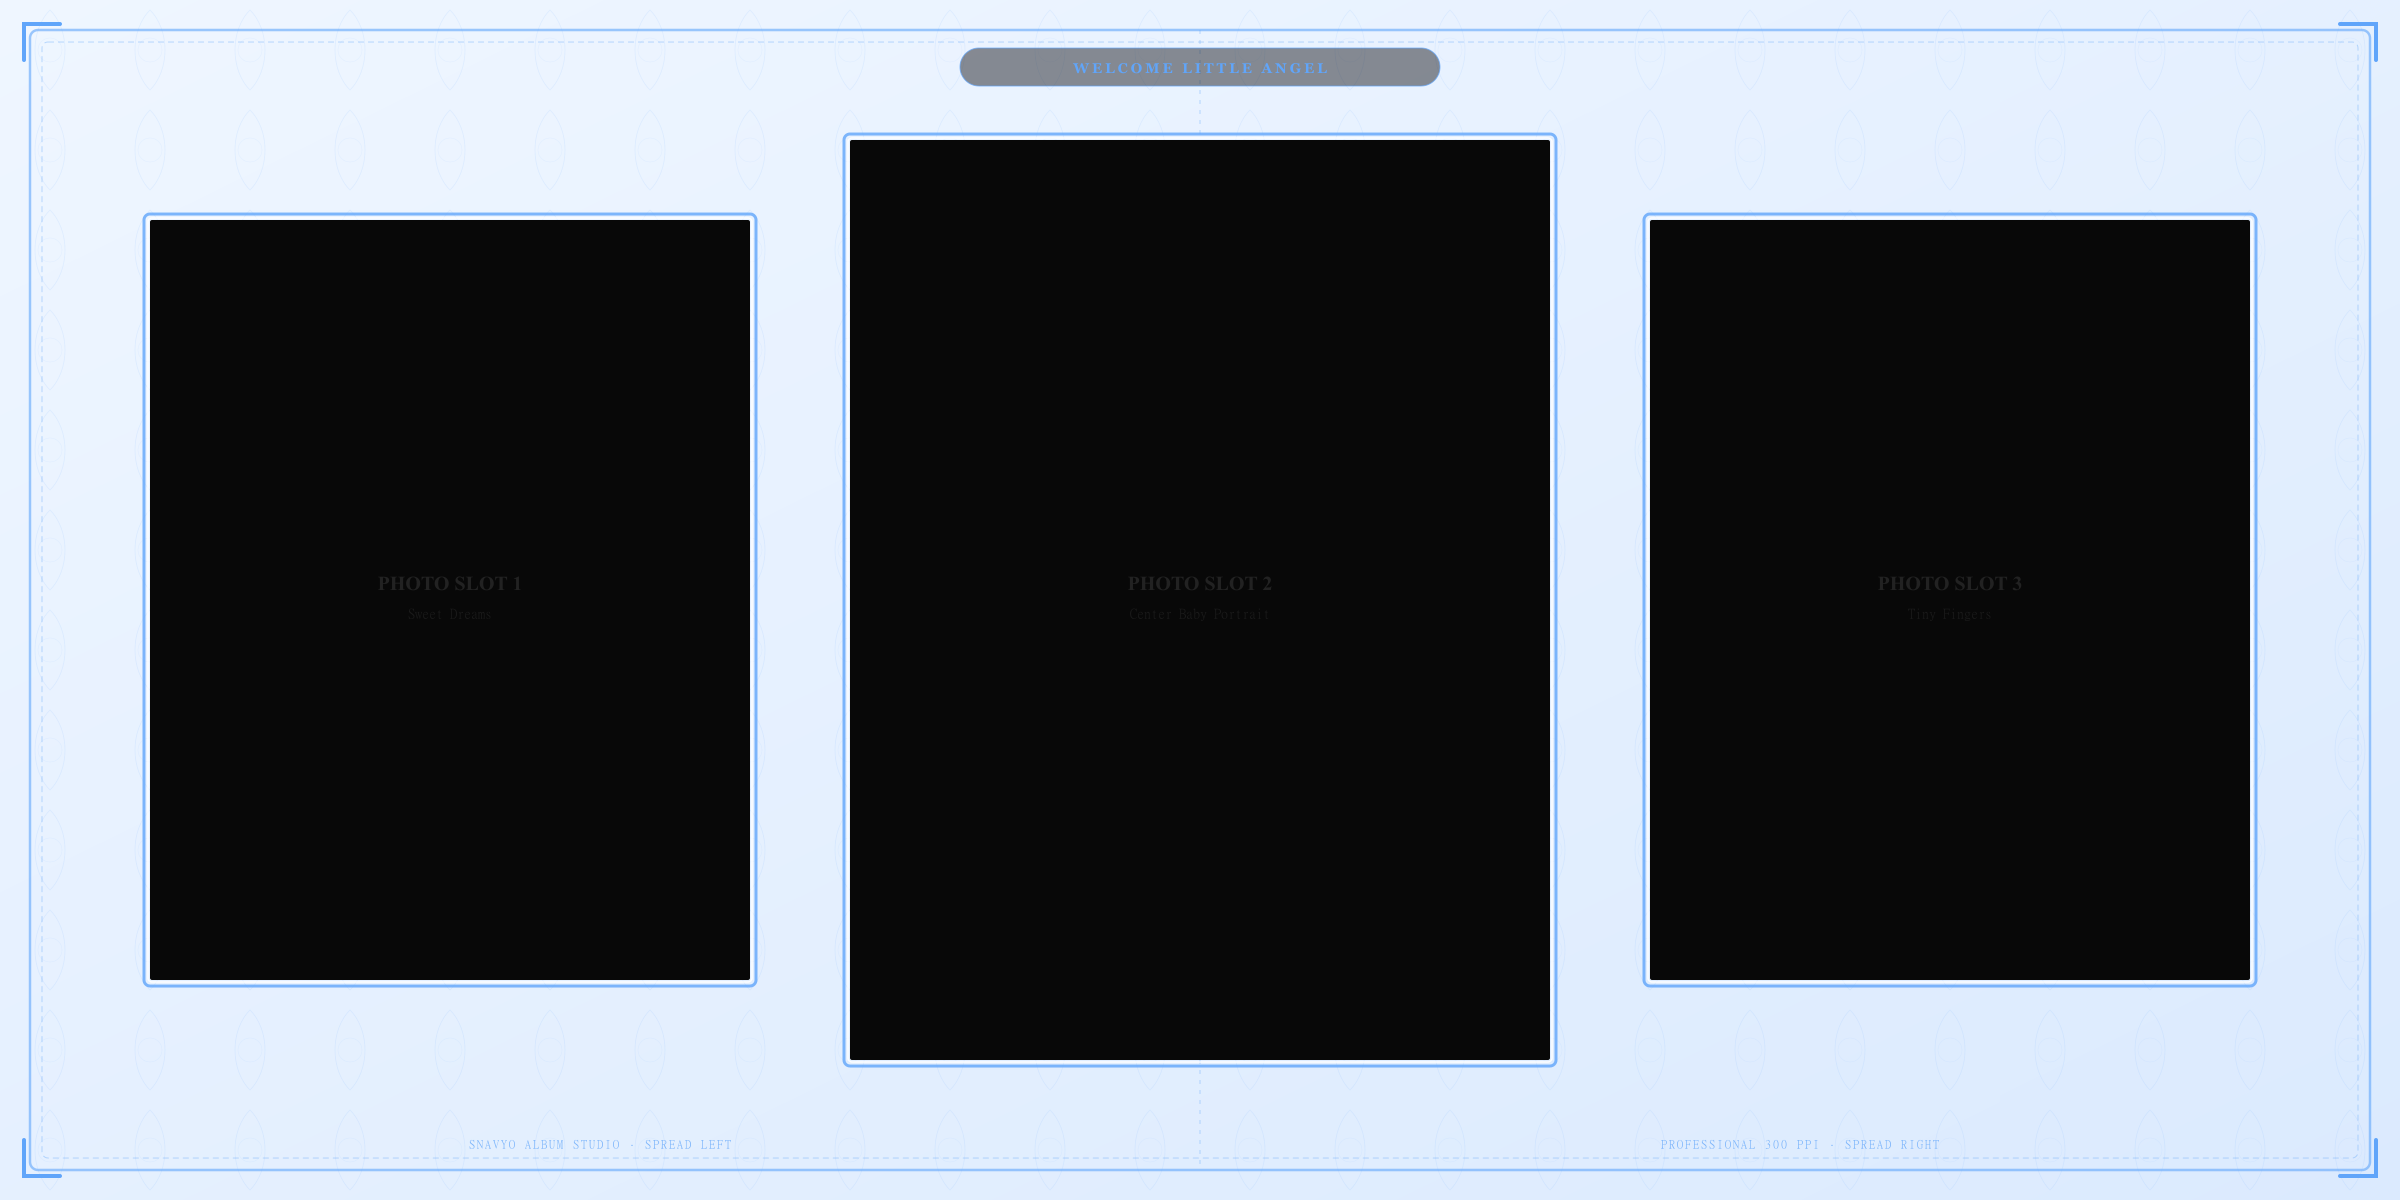 WELCOME LITTLE ANGEL
PHOTO SLOT 1
Sweet Dreams
PHOTO SLOT 2
Center Baby Portrait
PHOTO SLOT 3
Tiny Fingers
SNAVYO ALBUM STUDIO · SPREAD LEFT
PROFESSIONAL 300 PPI · SPREAD RIGHT